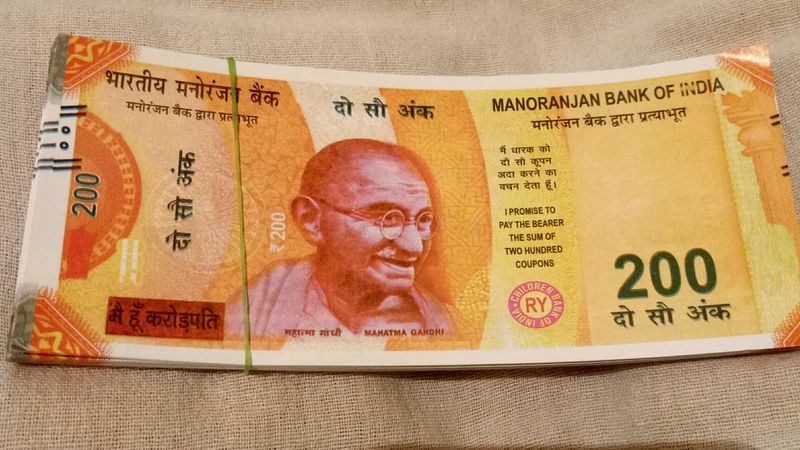 भारतीय मनोरंजन बैंक
मनोरंजन बैक द्वारा प्रत्याभूत
दो सौ अंक
MANORANJAN BANK OF INDIA
मनोरंजन बैक द्वारा प्रत्याभूत
200
दो सौ अंक
₹200
मैं धारक को
दो सौ कूपन
अदा करने का
वचन देता हूँ।
I PROMISE TO
PAY THE BEARER
THE SUM OF
TWO HUNDRED
COUPONS
CHILDREN BANK OF INDIA
RY
200
दो सौ अंक
मै हूँ करोड़पति
महात्मा गांधी MAHATMA GANDHI